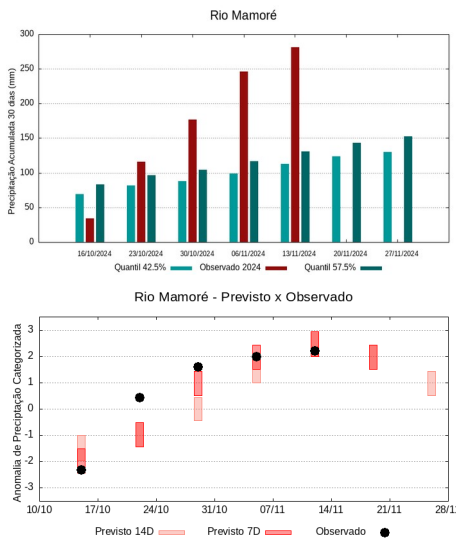 Rio Mamoré
Precipitação Acumulada 30 dias (mm)
300
250
200
150
100
50
0
16/10/2024 23/10/2024 30/10/2024 06/11/2024 13/11/2024 20/11/2024 27/11/2024
Quantil 42.5% Observado 2024 Quantil 57.5%
Rio Mamoré - Previsto x Observado
Anomalia de Precipitação Categorizada
3
2
1
0
-1
-2
-3
10/10 17/10 24/10 31/10 07/11 14/11 21/11 28/11
Previsto 14D Previsto 7D Observado